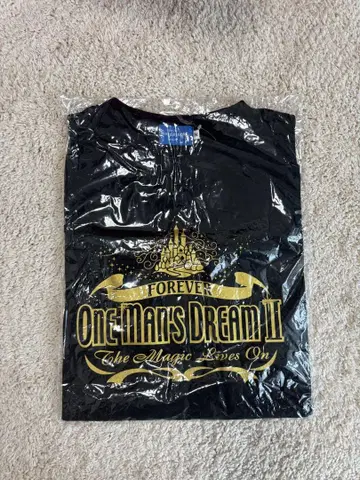 FOREVER
ONE MAN'S DREAM II
The Magic Lives On